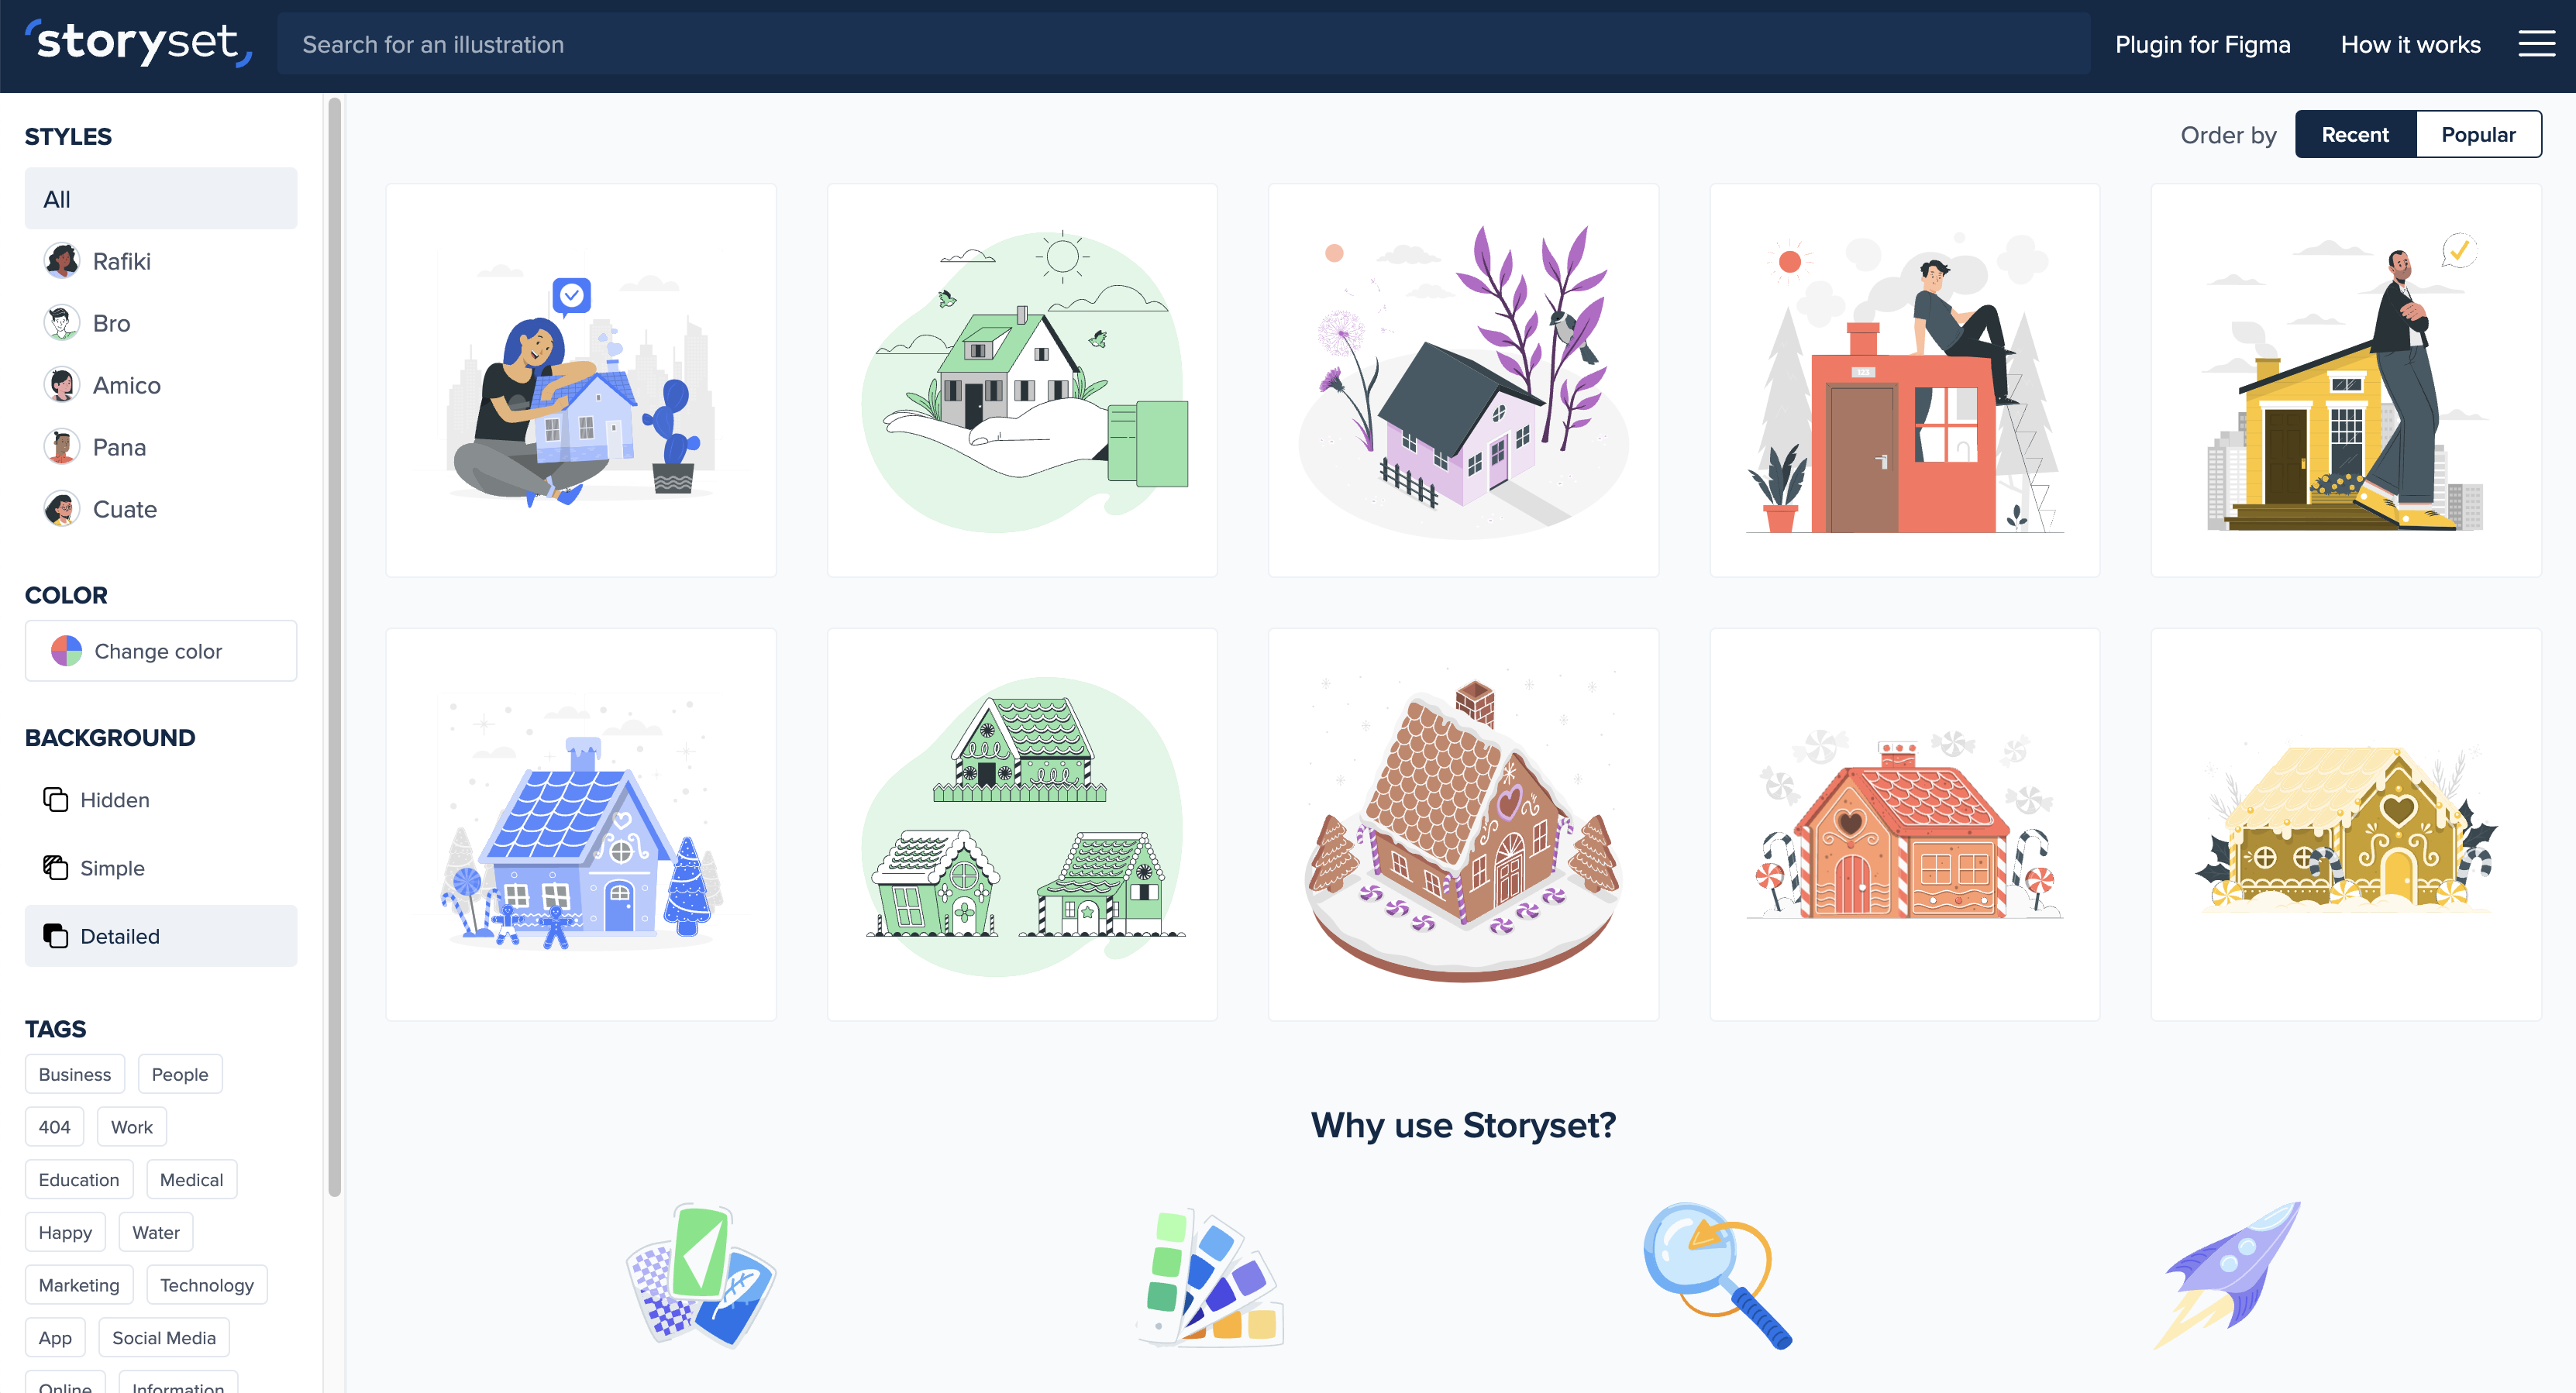 storyset
Search for an illustration
Plugin for Figma
How it works
STYLES
All
Rafiki
Bro
Amico
Pana
Cuate
COLOR
Change color
BACKGROUND
Hidden
Simple
Detailed
TAGS
Business
People
404
Work
Education
Medical
Happy
Water
Marketing
Technology
App
Social Media
Online
Information
Order by
Recent
Popular
123
Why use Storyset?